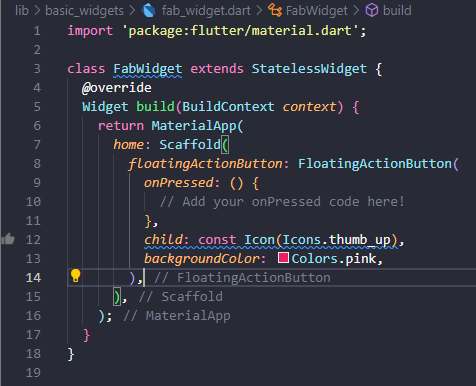 lib > basic_widgets > fab_widget.dart > FabWidget > build
1 import 'package:flutter/material.dart';
2
3 class FabWidget extends StatelessWidget {
4 @override
5 Widget build(BuildContext context) {
6 return MaterialApp(
7 home: Scaffold(
8 floatingActionButton: FloatingActionButton(
9 onPressed: () {
10 // Add your onPressed code here!
11 },
12 child: const Icon(Icons.thumb_up),
13 backgroundColor: Colors.pink,
14 ), // FloatingActionButton
15 ), // Scaffold
16 ); // MaterialApp
17 }
18 }
19